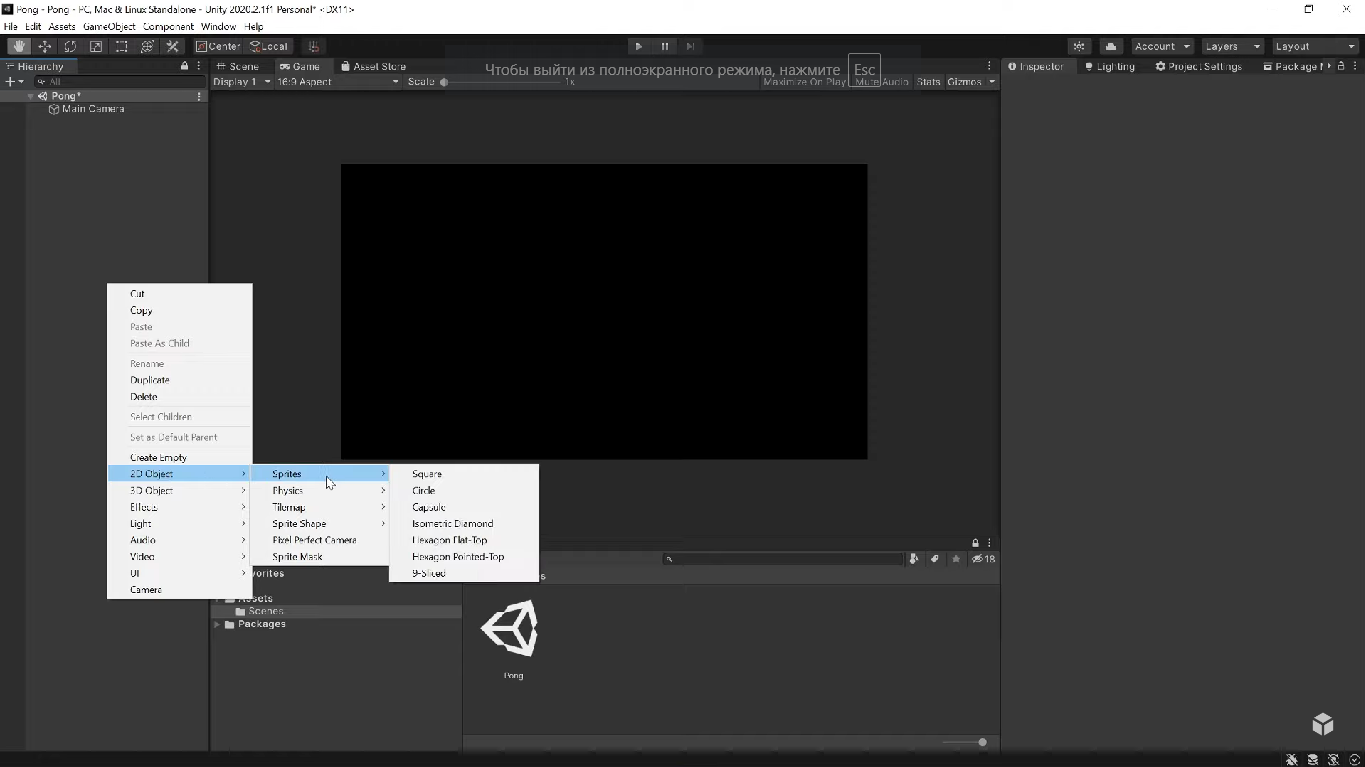 Pong - Pong - PC, Mac & Linux Standalone - Unity 2020.2.1f1 Personal* <DX11>
File Edit Assets GameObject Component Window Help
Center Local Account Layers Layout
Hierarchy Scene Game Asset Store Inspector Lighting Project Settings Package
Чтобы выйти из полноэкранного режима, нажмите Esc
All Display 1 16:9 Aspect Scale 1x Maximize On Play Mute Audio Stats Gizmos
Pong*
Main Camera
Cut
Copy
Paste
Paste As Child
Rename
Duplicate
Delete
Select Children
Set as Default Parent
Create Empty
2D Object Sprites Square
3D Object Physics Circle
Effects Tilemap Capsule
Light Sprite Shape Isometric Diamond
Audio Pixel Perfect Camera Hexagon Flat-Top
Video Sprite Mask Hexagon Pointed-Top
18
UI 9-Sliced
Camera
Assets
Scenes
Packages
Pong